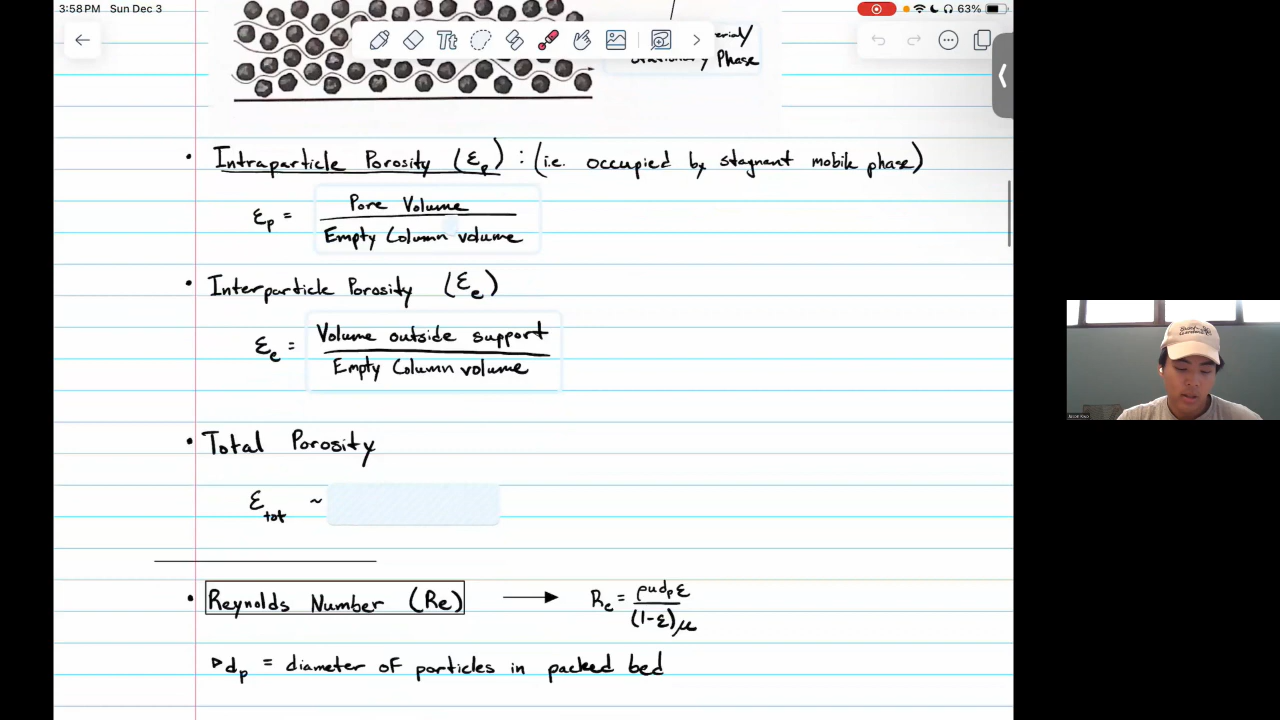 3:58 PM Sun Dec 3
63%
Tt
Phase
• Intraparticle Porosity (εp) : (i.e. occupied by stagnant mobile phase)
εp = Pore Volume
Empty Column volume
• Interparticle Porosity (εe)
εe = Volume outside support
Empty Column volume
• Total Porosity
εtot ~
• Reynolds Number (Re) → Re = ρudpε
(1-ε)μ
▹dp = diameter of particles in packed bed